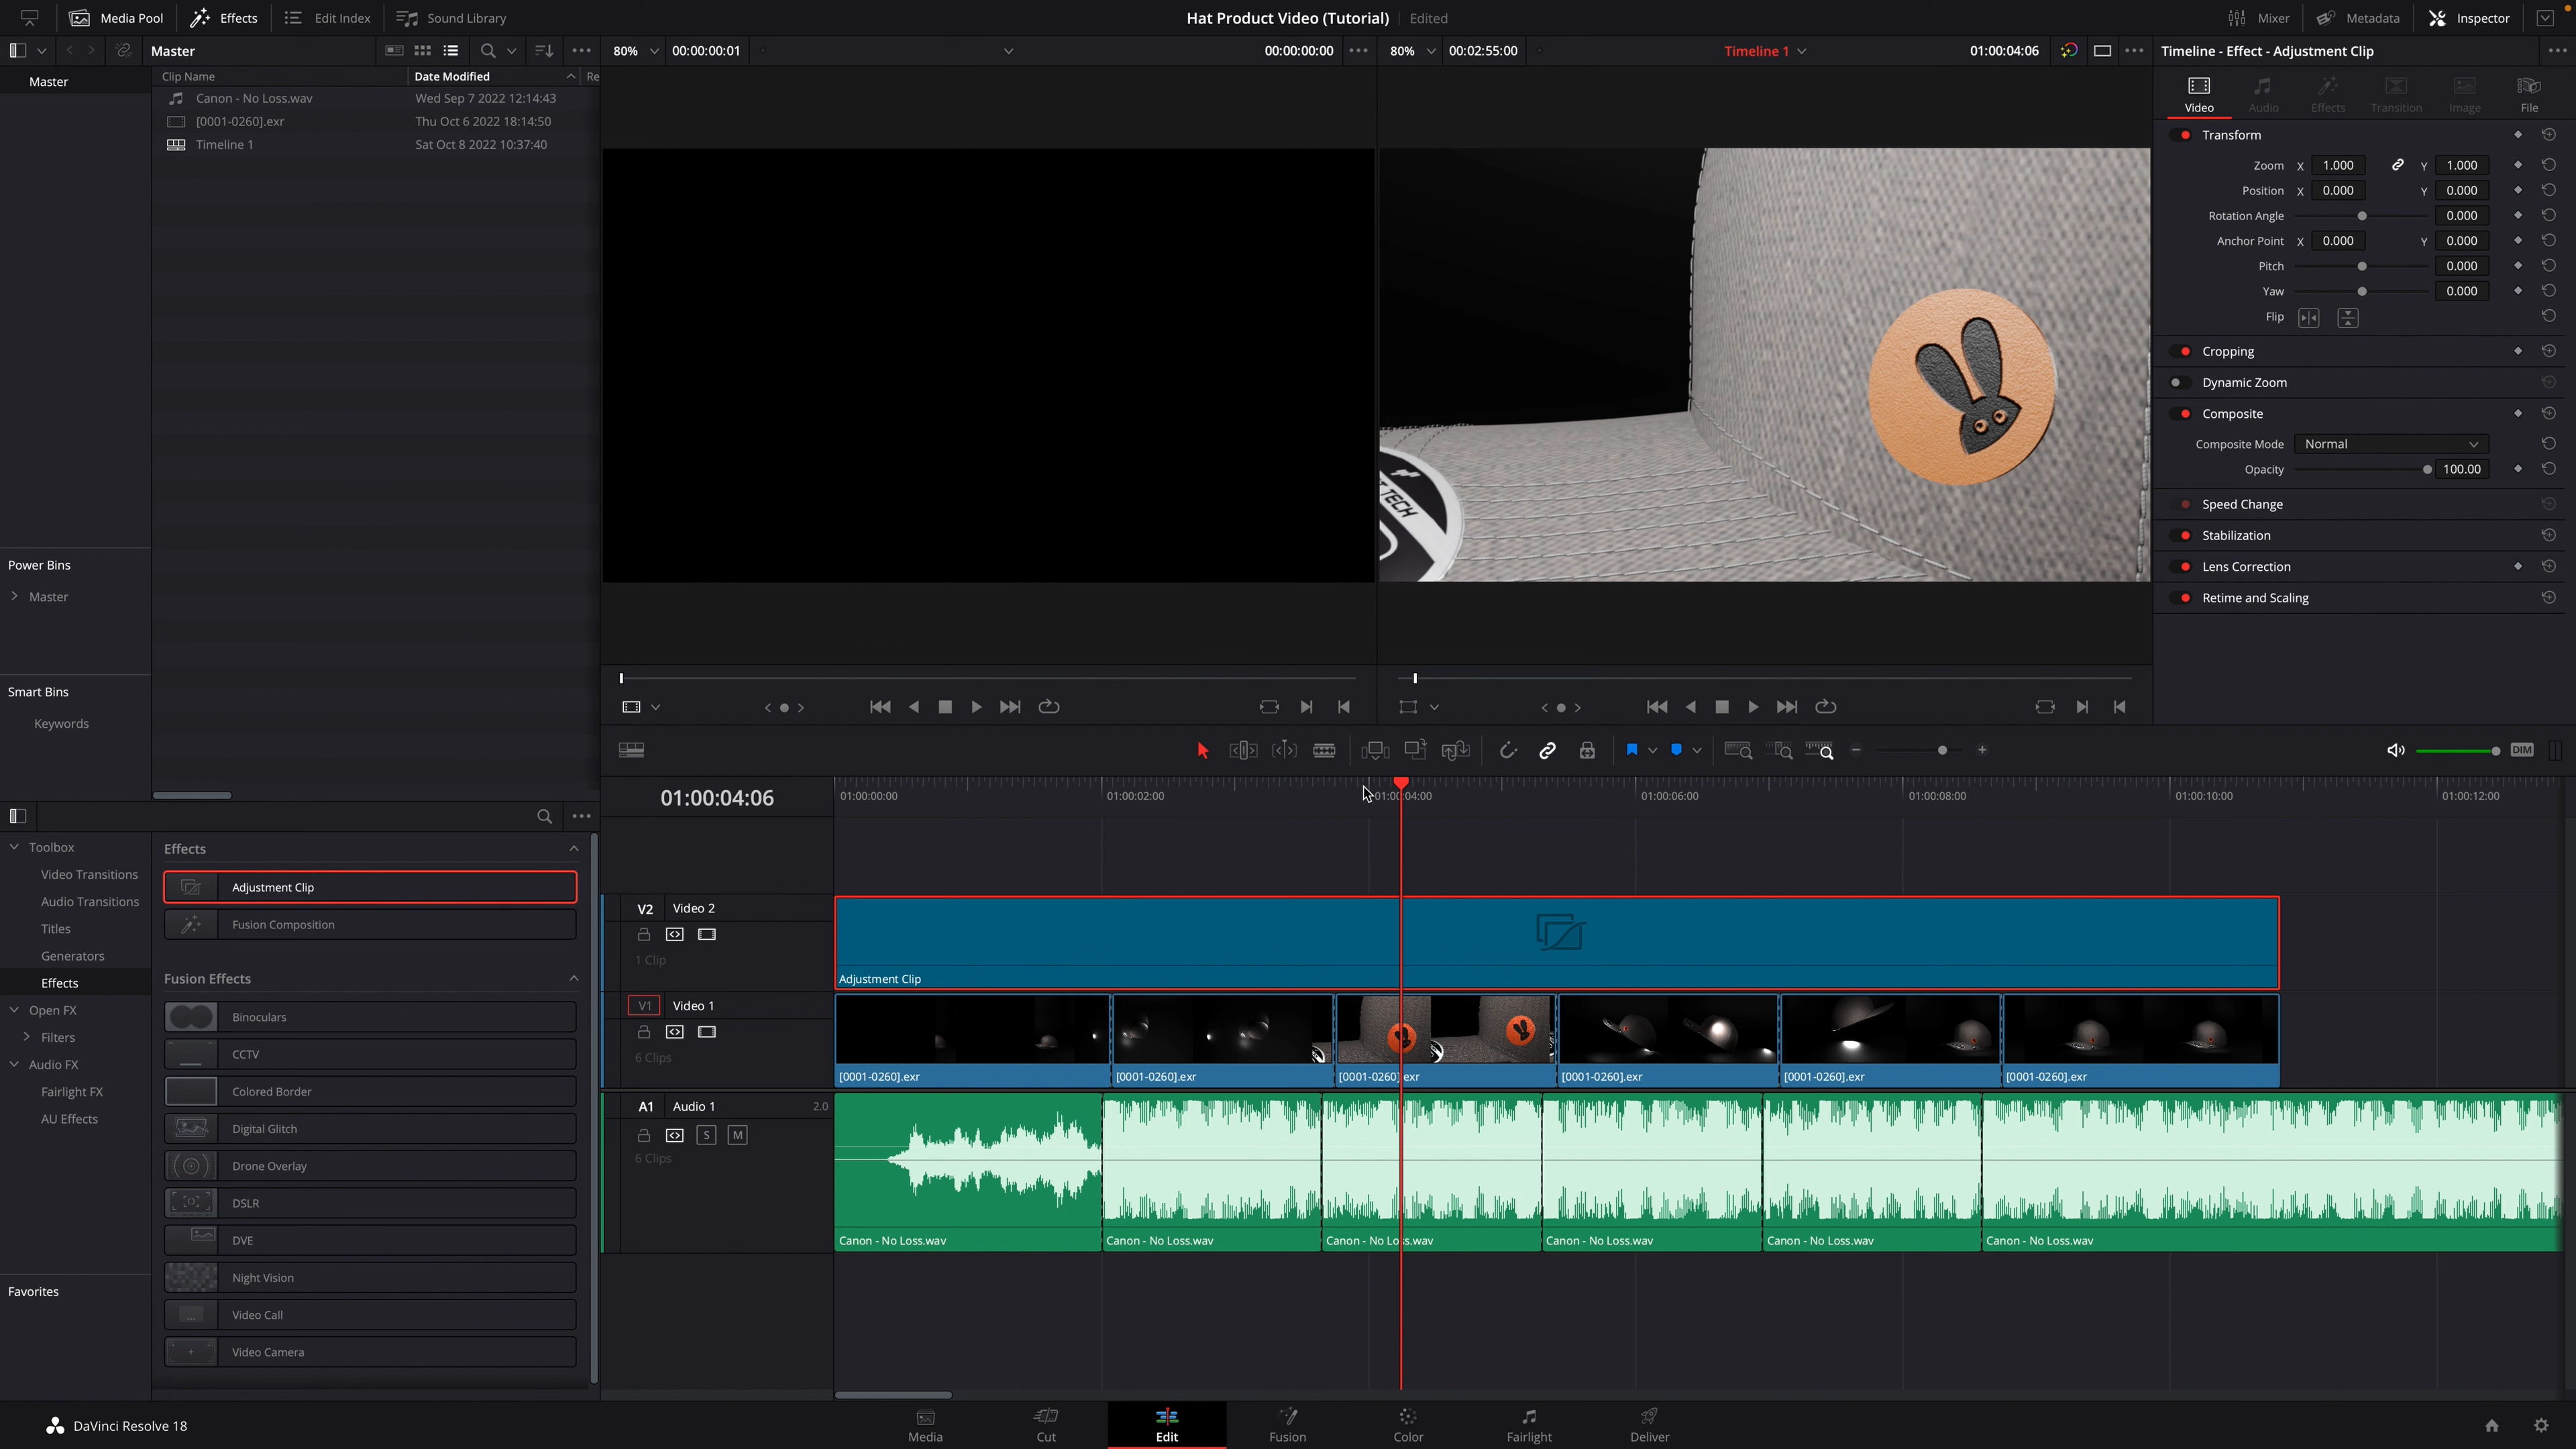 Media Pool Effects Edit Index Sound Library Hat Product Video (Tutorial) Edited Mixer Metadata Inspector
Master 80% 00:00:00:01 00:00:00:00 80% 00:02:55:00 Timeline 1 01:00:04:06 Timeline - Effect - Adjustment Clip
Master
Clip Name Date Modified Re
Canon - No Loss.wav Wed Sep 7 2022 12:14:43
[0001-0260].exr Thu Oct 6 2022 18:14:50
Timeline 1 Sat Oct 8 2022 10:37:40
Power Bins
Master
Smart Bins
Keywords
TECH
Video Audio Effects Transition Image File
Transform
Zoom X 1.000 Y 1.000
Position X 0.000 Y 0.000
Rotation Angle 0.000
Anchor Point X 0.000 Y 0.000
Pitch 0.000
Yaw 0.000
Flip
Cropping
Dynamic Zoom
Composite
Composite Mode Normal
Opacity 100.00
Speed Change
Stabilization
Lens Correction
Retime and Scaling
DIM
Toolbox
Video Transitions
Audio Transitions
Titles
Generators
Effects
Open FX
Filters
Audio FX
Fairlight FX
AU Effects
Favorites
Effects
Adjustment Clip
Fusion Composition
Fusion Effects
Binoculars
CCTV
Colored Border
Digital Glitch
Drone Overlay
DSLR
DVE
Night Vision
Video Call
Video Camera
01:00:04:06 01:00:00:00 01:00:02:00 01:00:04:00 01:00:06:00 01:00:08:00 01:00:10:00 01:00:12:00
V2 Video 2
1 Clip
Adjustment Clip
V1 Video 1
6 Clips
[0001-0260].exr [0001-0260].exr [0001-0260].exr [0001-0260].exr [0001-0260].exr [0001-0260].exr
A1 Audio 1 2.0
S M
6 Clips
Canon - No Loss.wav Canon - No Loss.wav Canon - No Loss.wav Canon - No Loss.wav Canon - No Loss.wav Canon - No Loss.wav
DaVinci Resolve 18 Media Cut Edit Fusion Color Fairlight Deliver